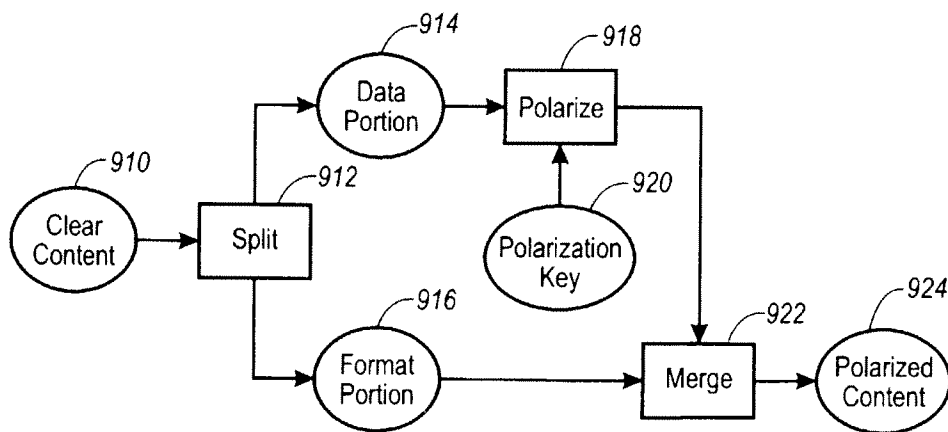 914
Data
Portion
918
Polarize
910
Clear
Content
912
Split
920
Polarization
Key
916
Format
Portion
922
Merge
924
Polarized
Content